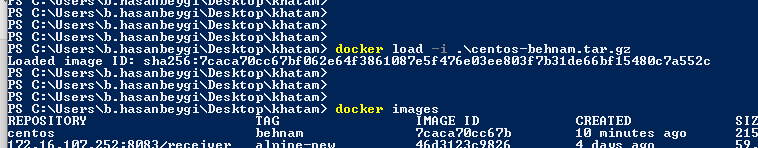 PS C:\Users\b.hasanbeygi\Desktop\khatam>
PS C:\Users\b.hasanbeygi\Desktop\khatam>
PS C:\Users\b.hasanbeygi\Desktop\khatam>
PS C:\Users\b.hasanbeygi\Desktop\khatam> docker load -i .\centos-behnam.tar.gz
Loaded image ID: sha256:7caca70cc67bf062e64f3861087e5f476e03ee803f7b31de66bf15480c7a552c
PS C:\Users\b.hasanbeygi\Desktop\khatam>
PS C:\Users\b.hasanbeygi\Desktop\khatam>
PS C:\Users\b.hasanbeygi\Desktop\khatam>
PS C:\Users\b.hasanbeygi\Desktop\khatam> docker images
REPOSITORY TAG IMAGE ID CREATED SIZ
centos behnam 7caca70cc67b 10 minutes ago 215
172.16.107.252:8083/receiver alpine-new 46d3123c9826 4 days ago 59.